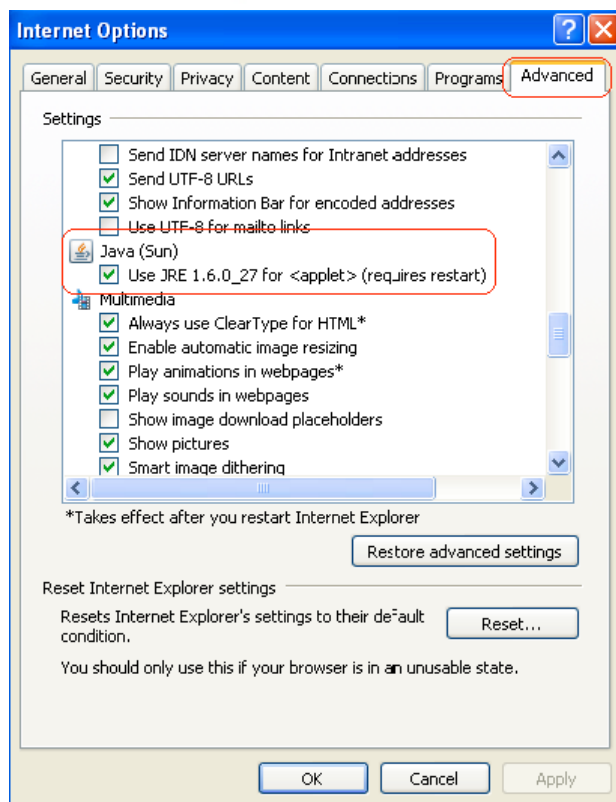 Internet Options
General Security Privacy Content Connections Programs Advanced
Settings
Send IDN server names for Intranet addresses
Send UTF-8 URLs
Show Information Bar for encoded addresses
Use UTF-8 for mailto links
Java (Sun)
Use JRE 1.6.0_27 for <applet> (requires restart)
Multimedia
Always use ClearType for HTML*
Enable automatic image resizing
Play animations in webpages*
Play sounds in webpages
Show image download placeholders
Show pictures
Smart image dithering
*Takes effect after you restart Internet Explorer
Restore advanced settings
Reset Internet Explorer settings
Resets Internet Explorer's settings to their default
condition.
Reset...
You should only use this if your browser is in an unusable state.
OK Cancel Apply